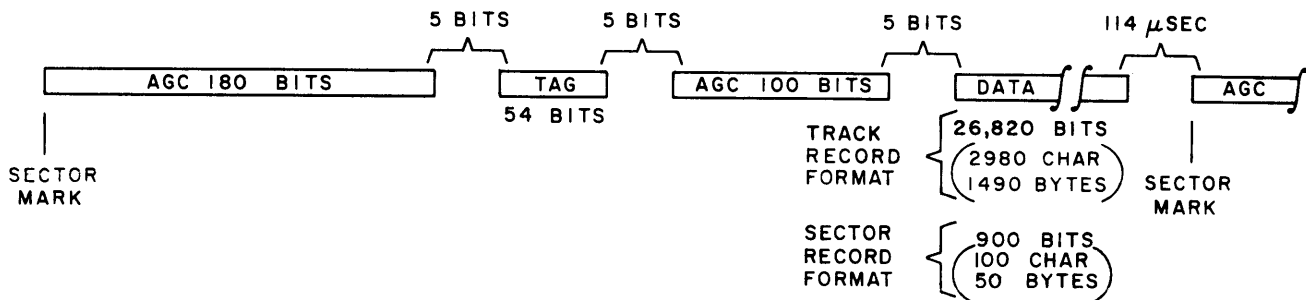 5 BITS
5 BITS
5 BITS
114 μSEC
AGC 180 BITS
TAG
AGC 100 BITS
DATA
AGC
54 BITS
SECTOR
MARK
TRACK
RECORD
FORMAT
26,820 BITS
(2980 CHAR
1490 BYTES)
SECTOR
MARK
SECTOR
RECORD
FORMAT
900 BITS
(100 CHAR
50 BYTES)